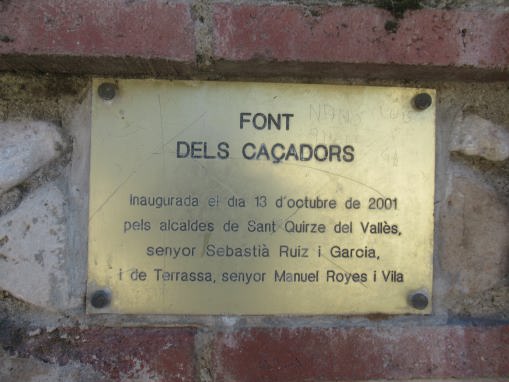 FONT
DELS CAÇADORS
Inaugurada el dia 13 d'octubre de 2001
pels alcaldes de Sant Quirze del Vallès,
senyor Sebastià Ruiz i Garcia,
i de Terrassa, senyor Manuel Royes i Vila